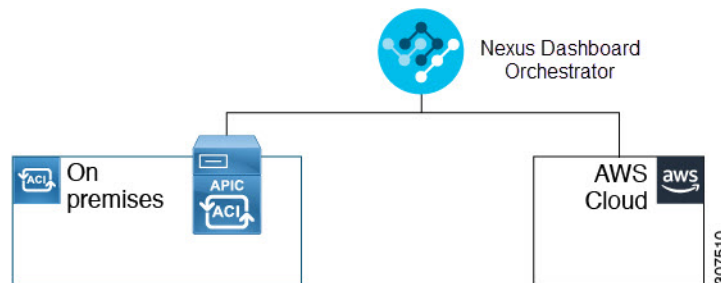 Nexus Dashboard
Orchestrator
ACI
On
premises
APIC
ACI
AWS
Cloud
aws